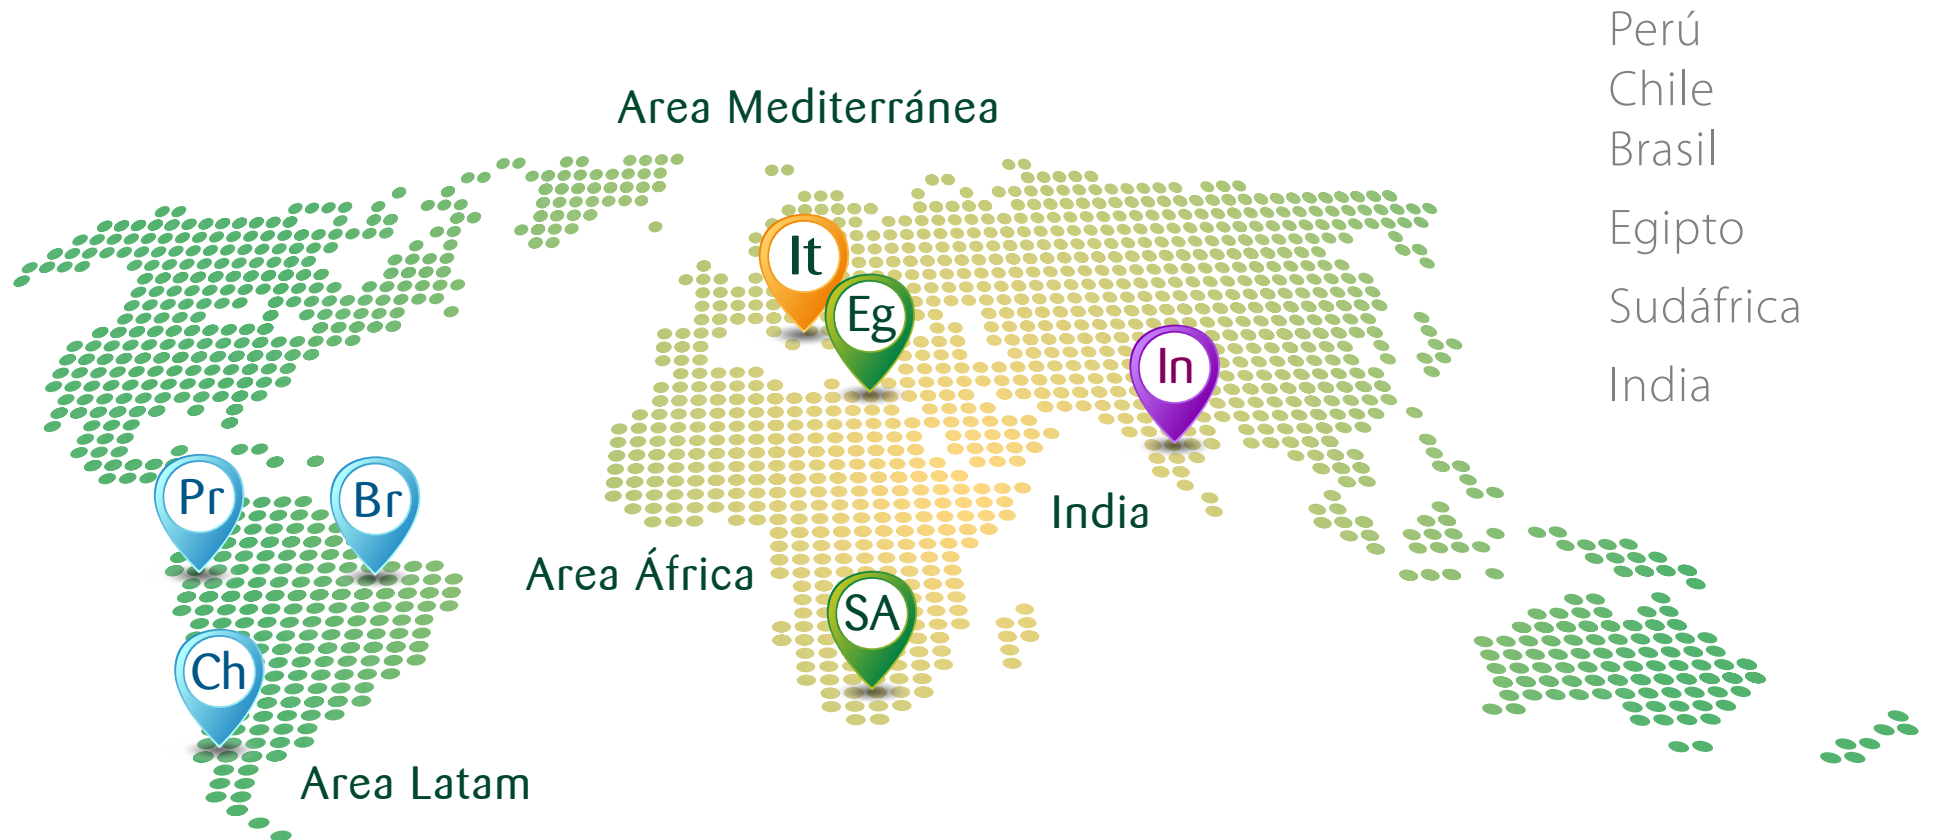 Perú
Chile
Area Mediterránea
Brasil
Egipto
It
Eg
Sudáfrica
In
India
Pr
Br
India
Area África
SA
Ch
Area Latam